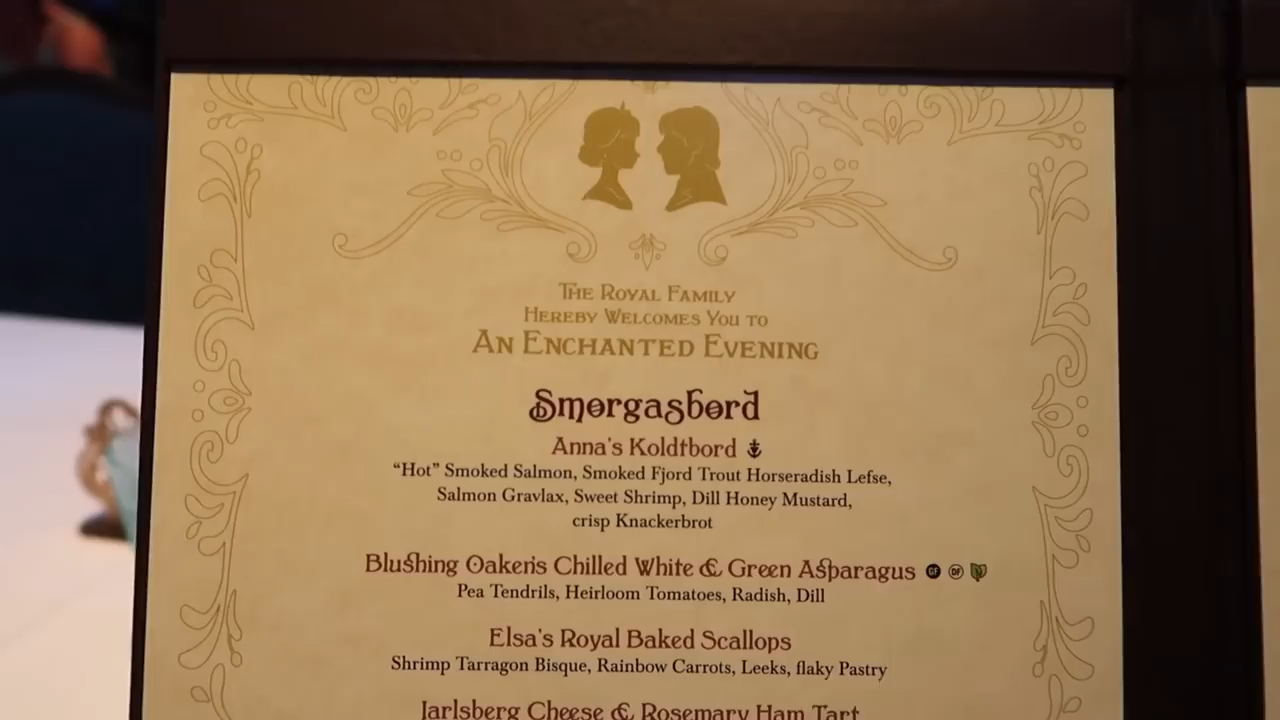 The Royal Family
Hereby Welcomes You to
An Enchanted Evening
Smorgasbord
Anna's Koldtbord
“Hot” Smoked Salmon, Smoked Fjord Trout Horseradish Lefse,
Salmon Gravlax, Sweet Shrimp, Dill Honey Mustard,
crisp Knackerbrot
Blushing Oaken's Chilled White & Green Asparagus GF DF
Pea Tendrils, Heirloom Tomatoes, Radish, Dill
Elsa's Royal Baked Scallops
Shrimp Tarragon Bisque, Rainbow Carrots, Leeks, flaky Pastry
Jarlsberg Cheese & Rosemary Ham Tart